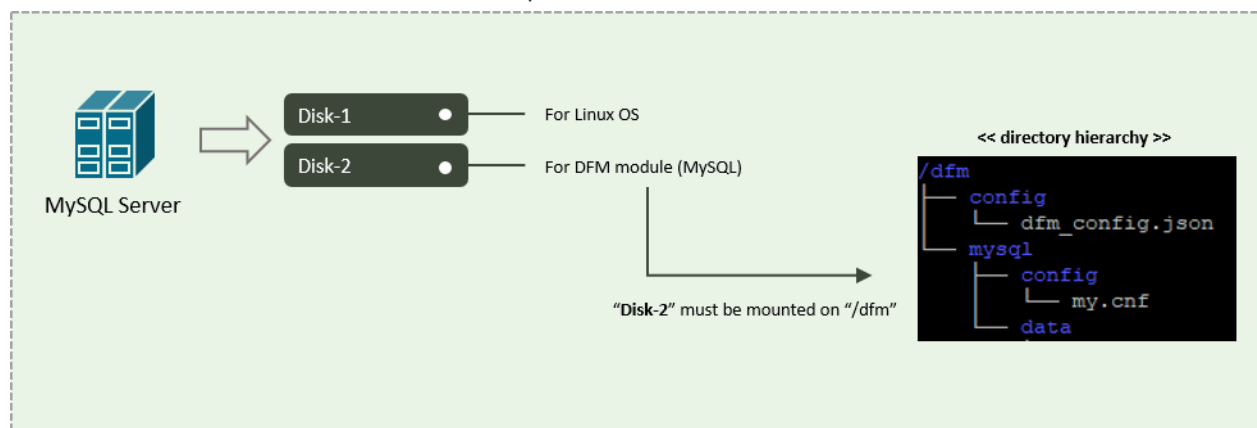 MySQL Server
Disk-1
For Linux OS
Disk-2
For DFM module (MySQL)
“Disk-2” must be mounted on “/dfm”
<< directory hierarchy >>
/dfm
config
dfm_config.json
mysql
config
my.cnf
data